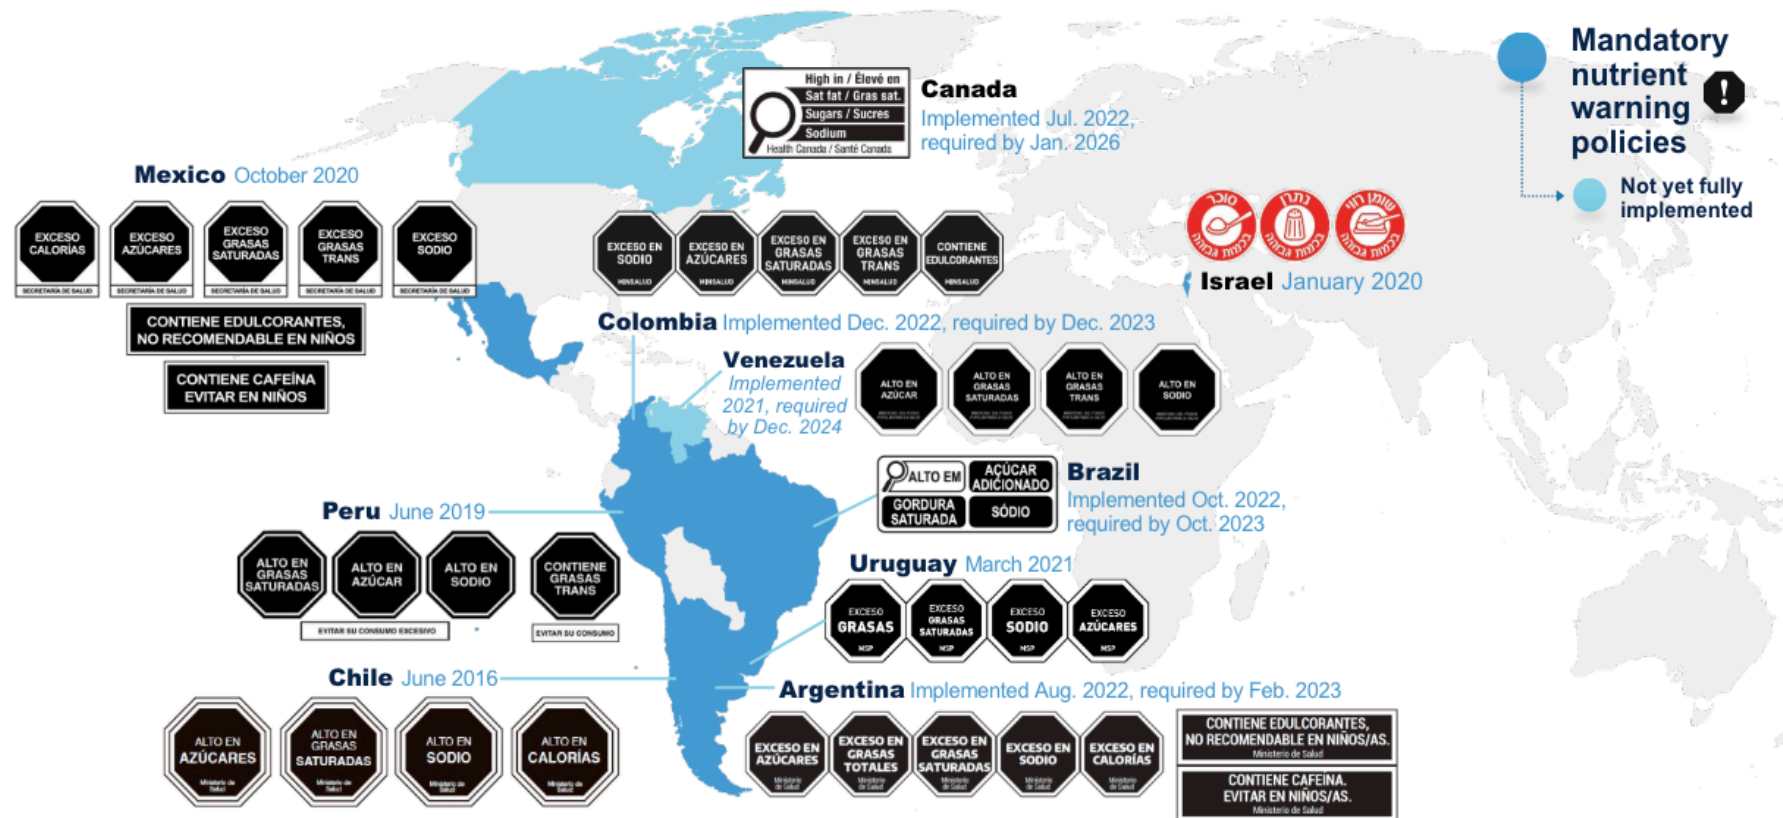 Mandatory
nutrient
warning
policies
!
Not yet fully
implemented
High in / Élevé en
Sat fat / Gras sat.
Sugars / Sucres
Sodium
Health Canada / Santé Canada
Canada
Implemented Jul. 2022,
required by Jan. 2026
Mexico October 2020
EXCESO
CALORÍAS
SECRETARÍA DE SALUD
EXCESO
AZÚCARES
SECRETARÍA DE SALUD
EXCESO
GRASAS
SATURADAS
SECRETARÍA DE SALUD
EXCESO
GRASAS
TRANS
SECRETARÍA DE SALUD
EXCESO
SODIO
SECRETARÍA DE SALUD
CONTIENE EDULCORANTES,
NO RECOMENDABLE EN NIÑOS
CONTIENE CAFEÍNA
EVITAR EN NIÑOS
EXCESO EN
SODIO
MINSALUD
EXCESO EN
AZÚCARES
MINSALUD
EXCESO EN
GRASAS
SATURADAS
MINSALUD
EXCESO EN
GRASAS
TRANS
MINSALUD
CONTIENE
EDULCORANTES
MINSALUD
Colombia Implemented Dec. 2022, required by Dec. 2023
סוכר
בכמות גבוהה
נתרן
בכמות גבוהה
שומן רווי
בכמות גבוהה
Israel January 2020
Venezuela
Implemented
2021, required
by Dec. 2024
ALTO EN
AZÚCAR
ALTO EN
GRASAS
SATURADAS
ALTO EN
GRASAS
TRANS
ALTO EN
SODIO
ALTO EM
AÇÚCAR
ADICIONADO
GORDURA
SATURADA
SÓDIO
Brazil
Implemented Oct. 2022,
required by Oct. 2023
Peru June 2019
ALTO EN
GRASAS
SATURADAS
ALTO EN
AZÚCAR
ALTO EN
SODIO
EVITAR SU CONSUMO EXCESIVO
CONTIENE
GRASAS
TRANS
EVITAR SU CONSUMO
Uruguay March 2021
EXCESO
GRASAS
MSP
EXCESO
GRASAS
SATURADAS
MSP
EXCESO
SODIO
MSP
EXCESO
AZÚCARES
MSP
Chile June 2016
ALTO EN
AZÚCARES
Ministerio de
Salud
ALTO EN
GRASAS
SATURADAS
Ministerio de
Salud
ALTO EN
SODIO
Ministerio de
Salud
ALTO EN
CALORÍAS
Ministerio de
Salud
Argentina Implemented Aug. 2022, required by Feb. 2023
EXCESO EN
AZÚCARES
Ministerio
de Salud
EXCESO EN
GRASAS
TOTALES
Ministerio
de Salud
EXCESO EN
GRASAS
SATURADAS
Ministerio
de Salud
EXCESO EN
SODIO
Ministerio
de Salud
EXCESO EN
CALORÍAS
Ministerio
de Salud
CONTIENE EDULCORANTES,
NO RECOMENDABLE EN NIÑOS/AS.
Ministerio de Salud
CONTIENE CAFEÍNA.
EVITAR EN NIÑOS/AS.
Ministerio de Salud